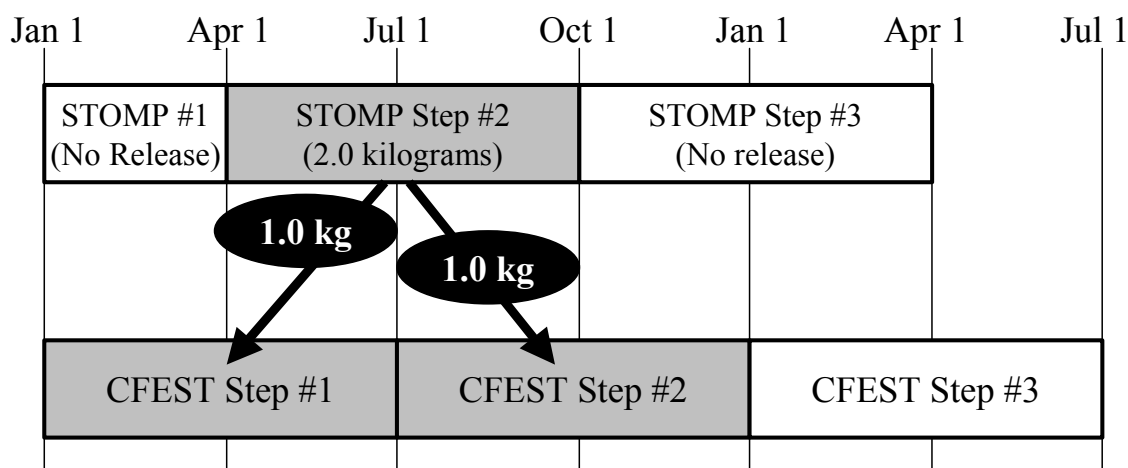 Jan 1 Apr 1 Jul 1 Oct 1 Jan 1 Apr 1 Jul 1
STOMP #1
(No Release)
STOMP Step #2
(2.0 kilograms)
STOMP Step #3
(No release)
1.0 kg
1.0 kg
CFEST Step #1
CFEST Step #2
CFEST Step #3